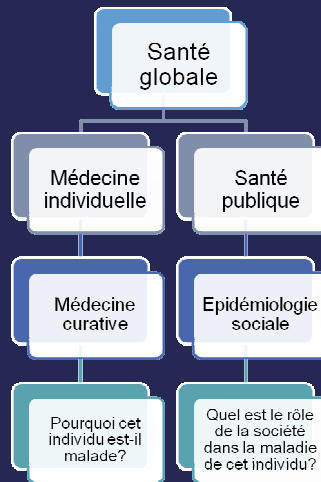 Santé
globale
Médecine
individuelle
Santé
publique
Médecine
curative
Epidémiologie
sociale
Pourquoi cet
individu est-il
malade?
Quel est le rôle
de la société
dans la maladie
de cet individu?